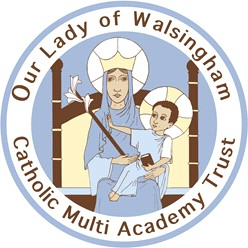 Our Lady of Walsingham
Catholic Multi Academy Trust